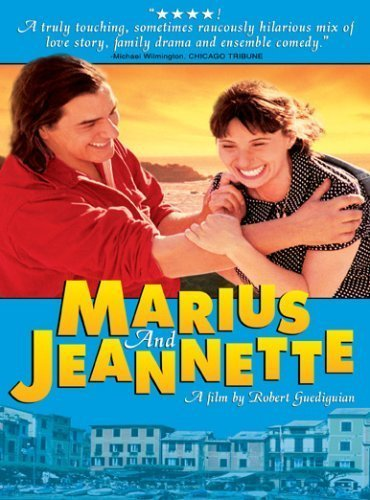 "★★★★!
A truly touching, sometimes raucously hilarious mix of
love story, family drama and ensemble comedy."
-Michael Wilmington, CHICAGO TRIBUNE
MARIUS
And
JEANNETTE
A film by Robert Guediguian